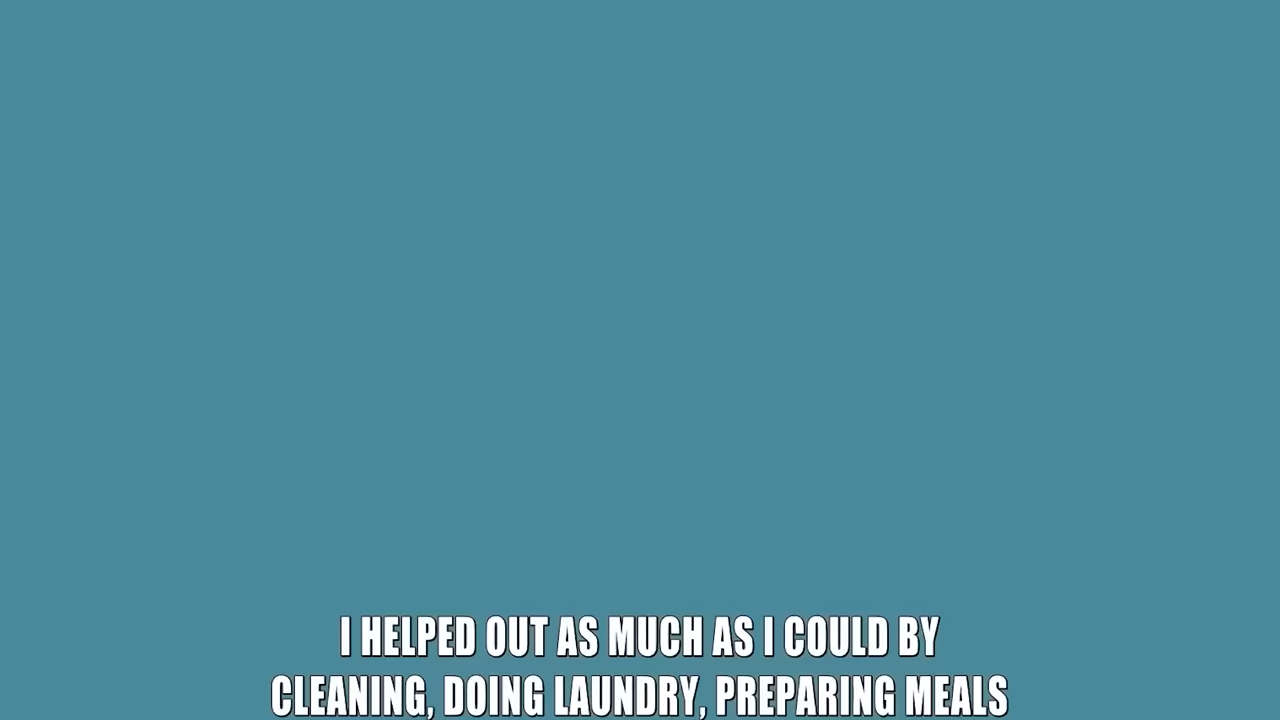 I HELPED OUT AS MUCH AS I COULD BY
CLEANING, DOING LAUNDRY, PREPARING MEALS